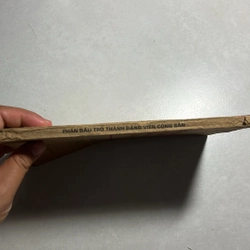 PHẤN ĐẤU TRỞ THÀNH ĐẢNG VIÊN CỘNG SẢN